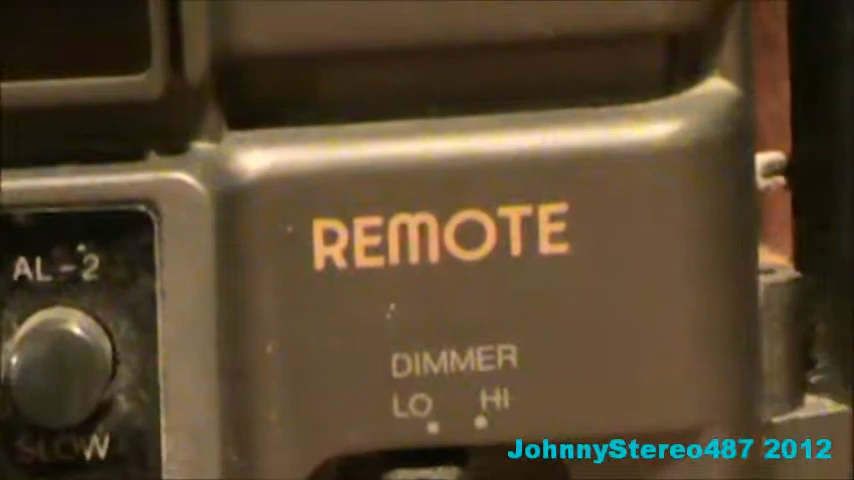 REMOTE
AL-2
DIMMER
LO HI
SLOW
JohnnyStereo487 2012